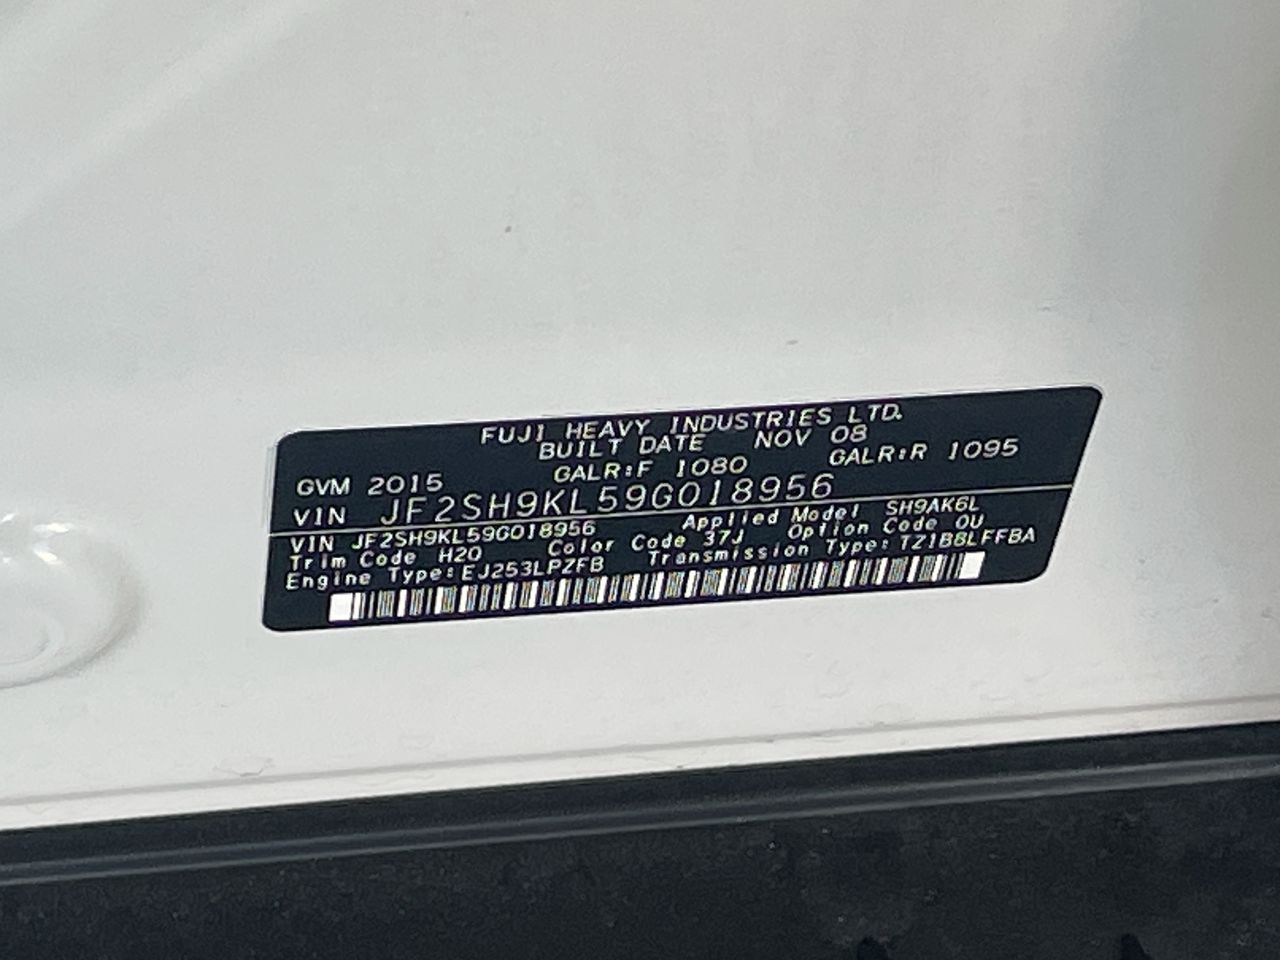 FUJI HEAVY INDUSTRIES LTD.
BUILT DATE NOV 08
GVM 2015 GALR:F 1080 GALR:R 1095
VIN JF2SH9KL59G018956
VIN JF2SH9KL59G018956 Applied Model SH9AK6L
Trim Code H20 Color Code 37J Option Code 0U
Engine Type: EJ253LPZFB Transmission Type: TZ1B8LFFBA